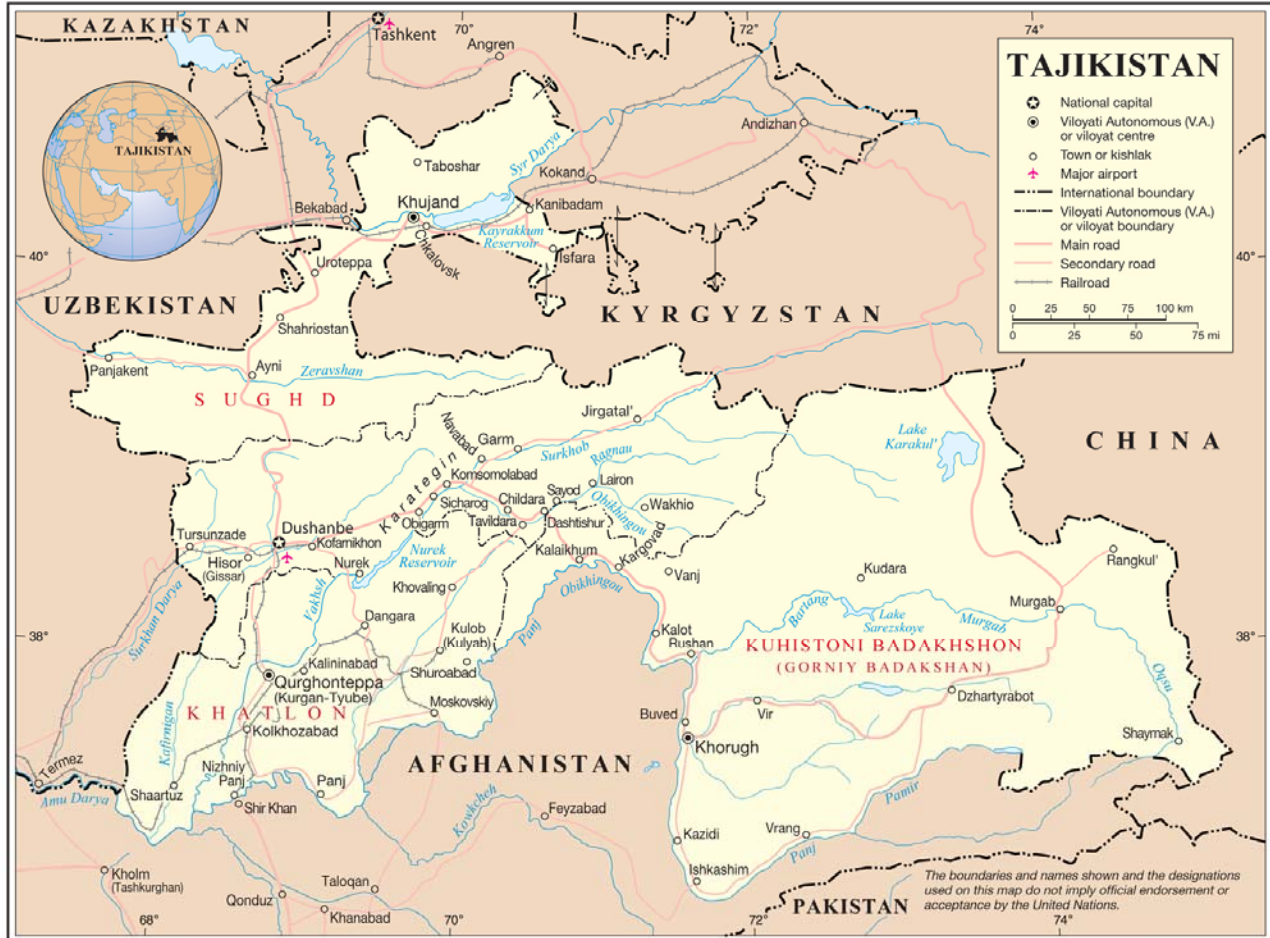 KAZAKHSTAN
Tashkent
70
72
74
Angren
TAJIKISTAN
National capital
Viloyati Autonomous (V.A.)
or viloyat centre
Town or kishlak
Major airport
International boundary
Viloyati Autonomous (V.A.)
or viloyat boundary
Main road
Secondary road
Railroad
0 25 50 75 100 km
0 25 50 75 mi
TAJIKISTAN
Andizhan
Taboshar
Syr Darya
Kokand
Bekabad
Khujand
Kanibadam
Chkalovsk
Kayrakkum
Reservoir
Isfara
40
40
Uroteppa
UZBEKISTAN
KYRGYZSTAN
Shahriostan
Panjakent
Ayni
Zeravshan
SUGHD
Jirgatal'
Navabad
Garm
Surkhob
Lake
Karakul'
CHINA
Karategin
Komsomolabad
Ragnau
Lairon
Sicharog
Childara
Sayod
Obikhingou
Wakhio
Obigarm
Tavildara
Dashtishur
Tursunzade
Dushanbe
Kofarnikhon
Hisor
(Gissar)
Nurek
Nurek
Reservoir
Kalaikhum
Kargovad
Rangkul'
Vanj
Kudara
Khovaling
Obikhingou
Surkhan Darya
Vakhsh
Dangara
Panj
Bartang
Lake
Sarezskoye
Murgab
Murgab
38
38
Kulob
(Kulyab)
Kalot
Rushan
KUHISTONI BADAKHSHON
(GORNIY BADAKSHAN)
Kalininabad
Shuroabad
Oqsu
Qurghonteppa
(Kurgan-Tyube)
Dzhartyrabot
KHATLON
Moskovskiy
Buved
Vir
Kafirnigan
Kolkhozabad
Khorugh
Shaymak
AFGHANISTAN
Termez
Nizhniy
Panj
Amu Darya
Shaartuz
Shir Khan
Panj
Pamir
Kowkcheh
Feyzabad
Kazidi
Vrang
Panj
Ishkashim
Kholm
(Tashkurghan)
Taloqan
Qonduz
Khanabad
PAKISTAN
The boundaries and names shown and the designations
used on this map do not imply official endorsement or
acceptance by the United Nations.
68
70
72
74